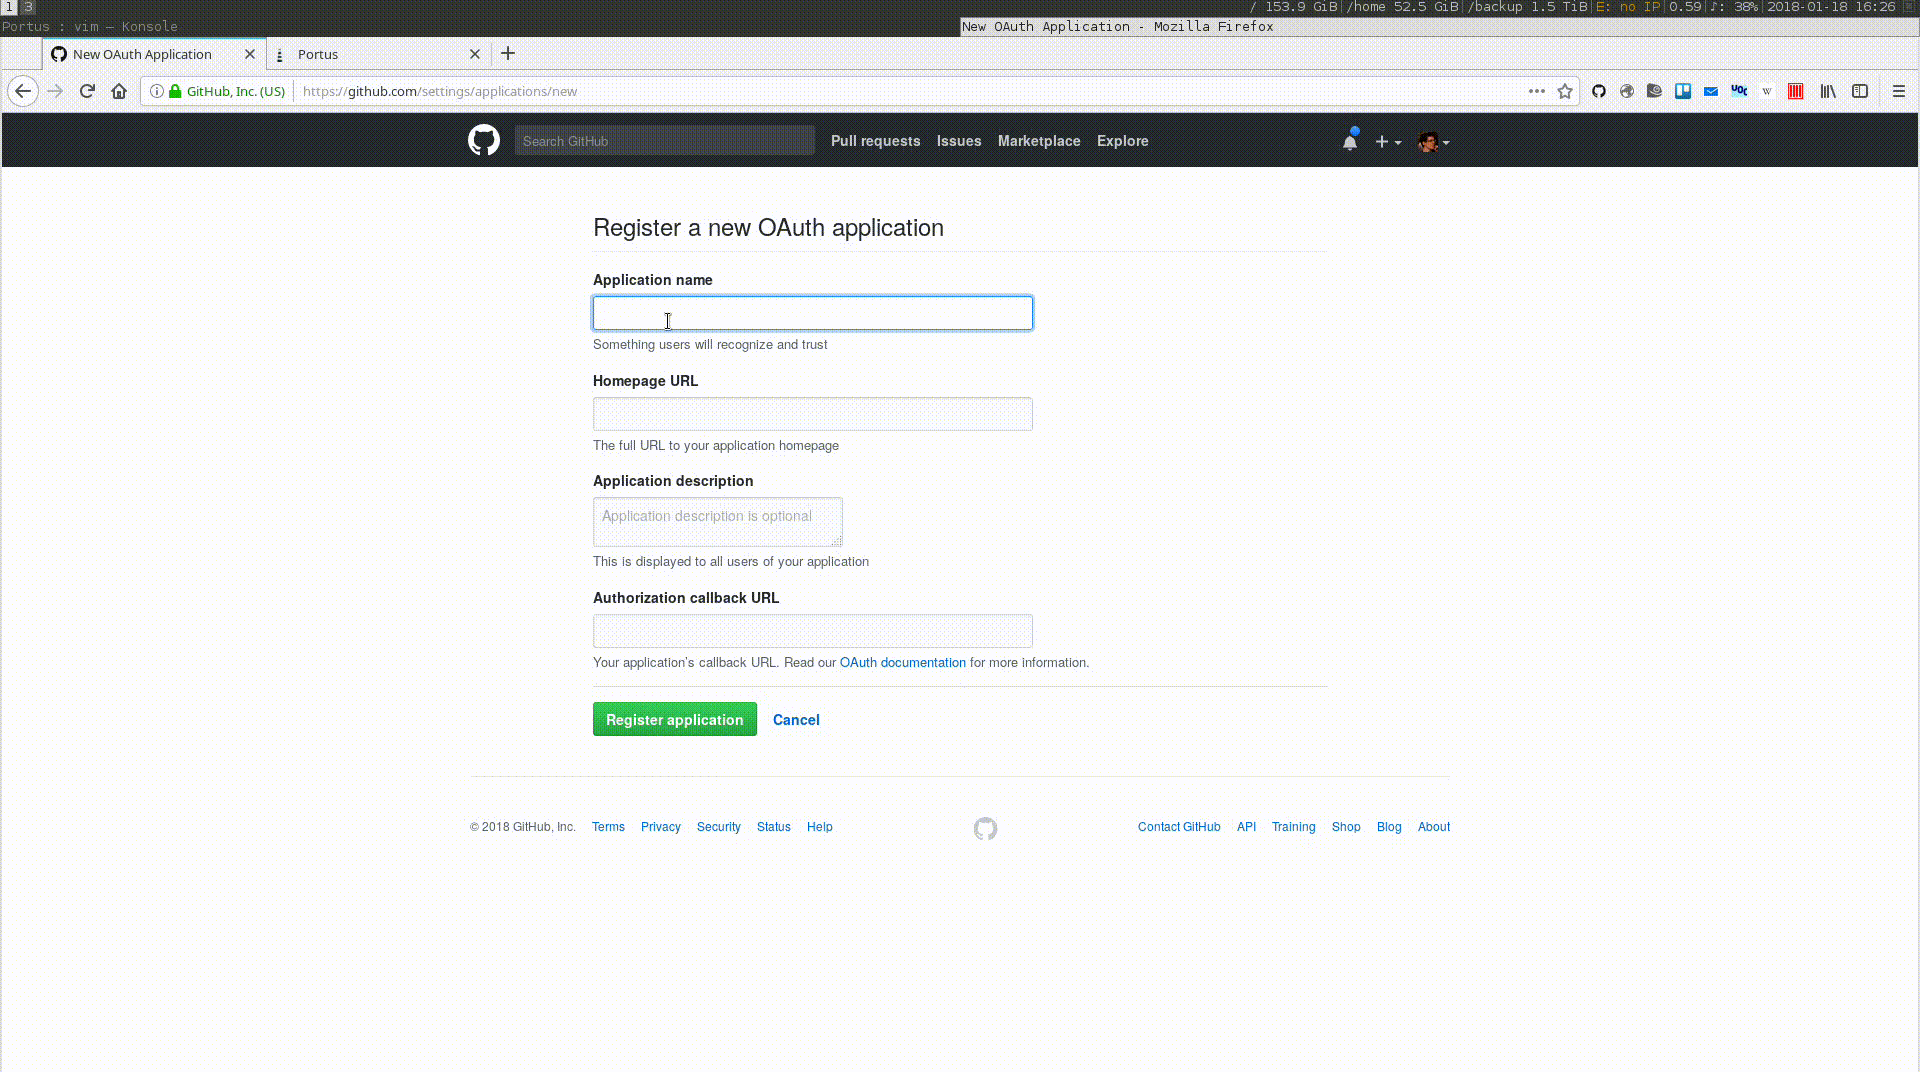 1 3 / 153.9 GiB|/home 52.5 GiB|/backup 1.5 TiB|E: no IP|0.59|♪: 38%|2018-01-18 16:26
Portus : vim — Konsole New OAuth Application - Mozilla Firefox
New OAuth Application Portus
GitHub, Inc. (US) https://github.com/settings/applications/new
Search GitHub Pull requests Issues Marketplace Explore
Register a new OAuth application
Application name
Something users will recognize and trust
Homepage URL
The full URL to your application homepage
Application description
Application description is optional
This is displayed to all users of your application
Authorization callback URL
Your application's callback URL. Read our OAuth documentation for more information.
Register application Cancel
© 2018 GitHub, Inc. Terms Privacy Security Status Help Contact GitHub API Training Shop Blog About